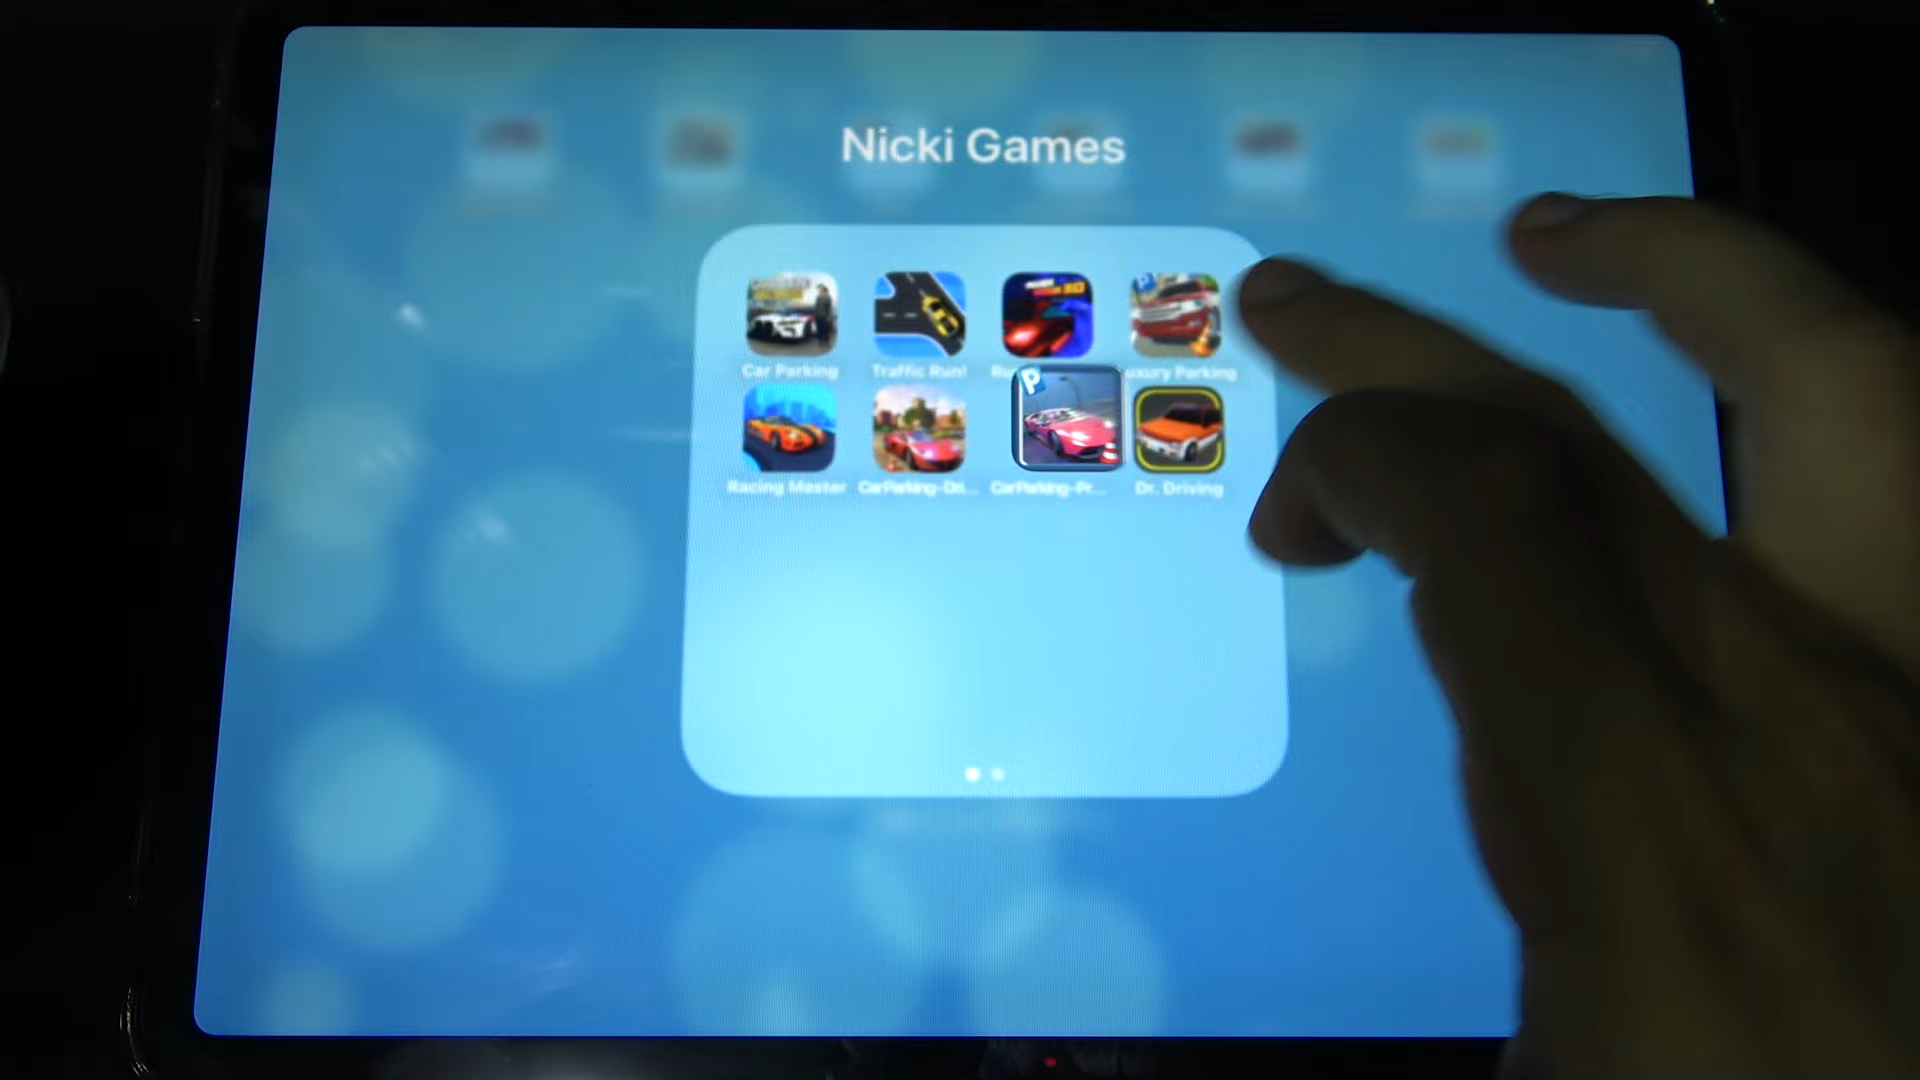 Nicki Games
Car Parking Traffic Run! uxury Parking
P
Racing Master CarParking-Dri... CarParking-Pr... Dr. Driving